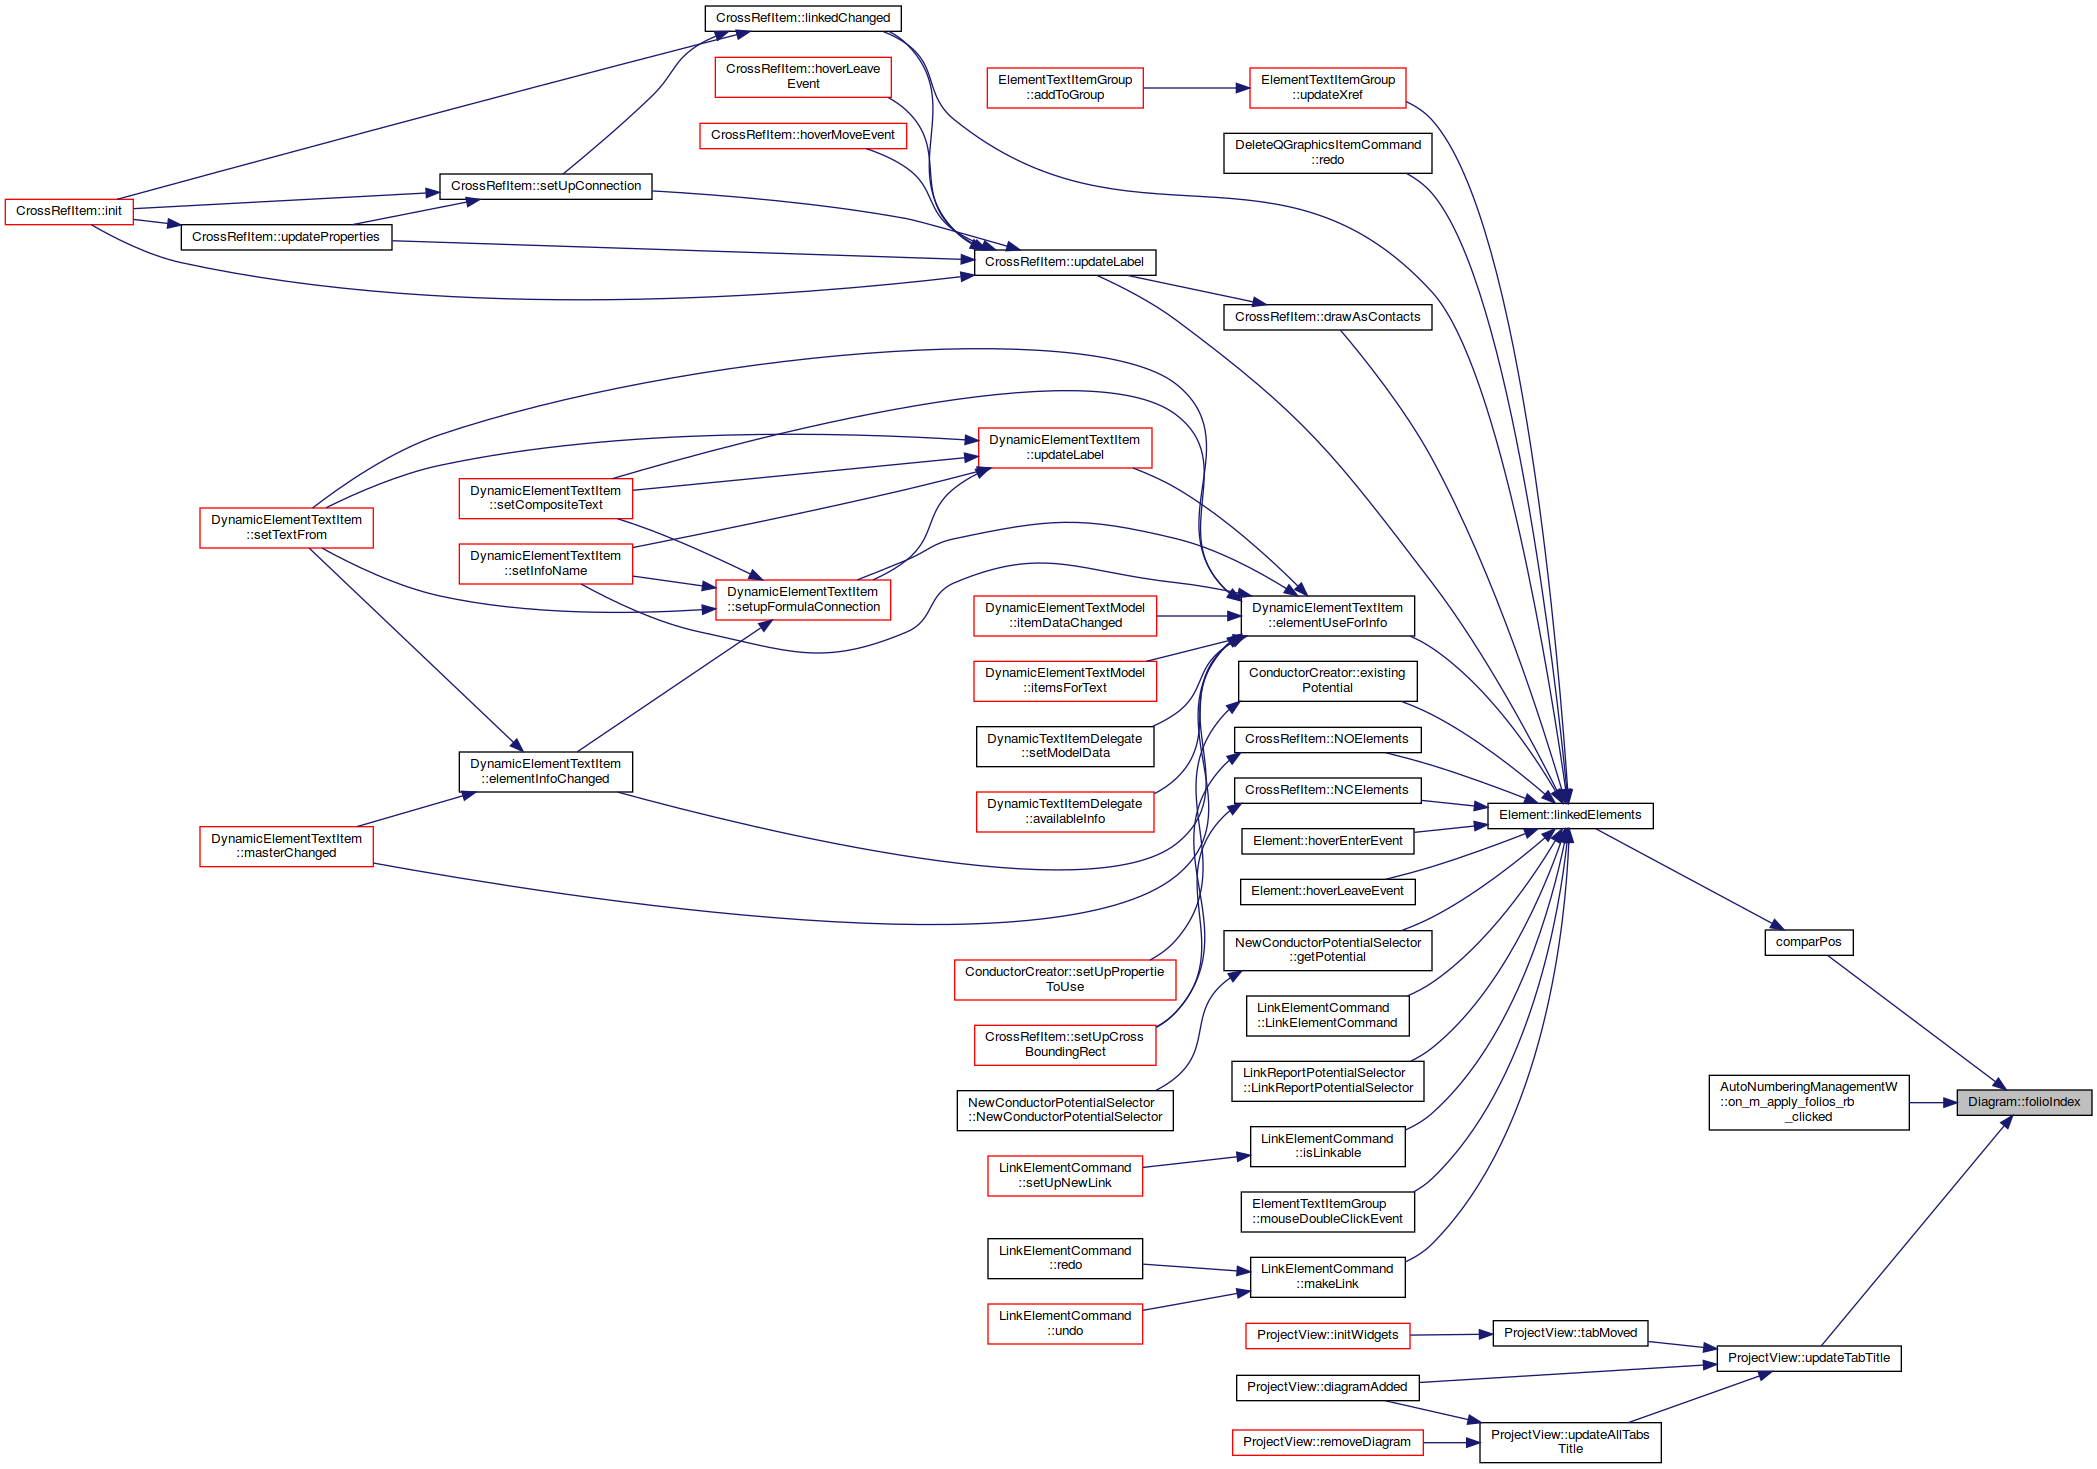 CrossRefItem::linkedChanged
CrossRefItem::hoverLeave
Event
CrossRefItem::hoverMoveEvent
ElementTextItemGroup
::addToGroup
ElementTextItemGroup
::updateXref
DeleteQGraphicsItemCommand
::redo
CrossRefItem::setUpConnection
CrossRefItem::init
CrossRefItem::updateProperties
CrossRefItem::updateLabel
CrossRefItem::drawAsContacts
DynamicElementTextItem
::updateLabel
DynamicElementTextItem
::setCompositeText
DynamicElementTextItem
::setTextFrom
DynamicElementTextItem
::setInfoName
DynamicElementTextItem
::setupFormulaConnection
DynamicElementTextModel
::itemDataChanged
DynamicElementTextItem
::elementUseForInfo
DynamicElementTextModel
::itemsForText
ConductorCreator::existing
Potential
DynamicTextItemDelegate
::setModelData
CrossRefItem::NOElements
DynamicElementTextItem
::elementInfoChanged
DynamicTextItemDelegate
::availableInfo
CrossRefItem::NCElements
Element::linkedElements
DynamicElementTextItem
::masterChanged
Element::hoverEnterEvent
Element::hoverLeaveEvent
NewConductorPotentialSelector
::getPotential
comparPos
ConductorCreator::setUpPropertie
ToUse
LinkElementCommand
::LinkElementCommand
CrossRefItem::setUpCross
BoundingRect
LinkReportPotentialSelector
::LinkReportPotentialSelector
NewConductorPotentialSelector
::NewConductorPotentialSelector
AutoNumberingManagementW
::on_m_apply_folios_rb
_clicked
Diagram::folioIndex
LinkElementCommand
::isLinkable
LinkElementCommand
::setUpNewLink
ElementTextItemGroup
::mouseDoubleClickEvent
LinkElementCommand
::redo
LinkElementCommand
::makeLink
LinkElementCommand
::undo
ProjectView::initWidgets
ProjectView::tabMoved
ProjectView::updateTabTitle
ProjectView::diagramAdded
ProjectView::removeDiagram
ProjectView::updateAllTabs
Title